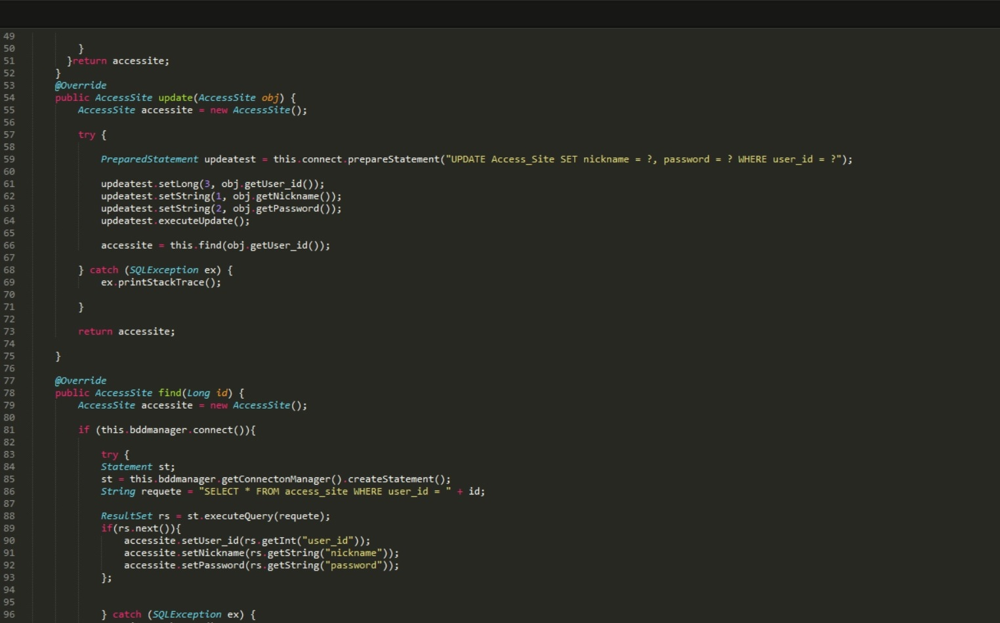 49
50 }
51 }return accessite;
52 }
53 @Override
54 public AccessSite update(AccessSite obj) {
55 AccessSite accessite = new AccessSite();
56
57 try {
58
59 PreparedStatement updeatest = this.connect.prepareStatement("UPDATE Access_Site SET nickname = ?, password = ? WHERE user_id = ?");
60
61 updeatest.setLong(3, obj.getUser_id());
62 updeatest.setString(1, obj.getNickname());
63 updeatest.setString(2, obj.getPassword());
64 updeatest.executeUpdate();
65
66 accessite = this.find(obj.getUser_id());
67
68 } catch (SQLException ex) {
69 ex.printStackTrace();
70
71 }
72
73 return accessite;
74
75 }
76
77 @Override
78 public AccessSite find(Long id) {
79 AccessSite accessite = new AccessSite();
80
81 if (this.bddmanager.connect()){
82
83 try {
84 Statement st;
85 st = this.bddmanager.getConnectonManager().createStatement();
86 String requete = "SELECT * FROM access_site WHERE user_id = " + id;
87
88 ResultSet rs = st.executeQuery(requete);
89 if(rs.next()){
90 accessite.setUser_id(rs.getInt("user_id"));
91 accessite.setNickname(rs.getString("nickname"));
92 accessite.setPassword(rs.getString("password"));
93 };
94
95
96 } catch (SQLException ex) {